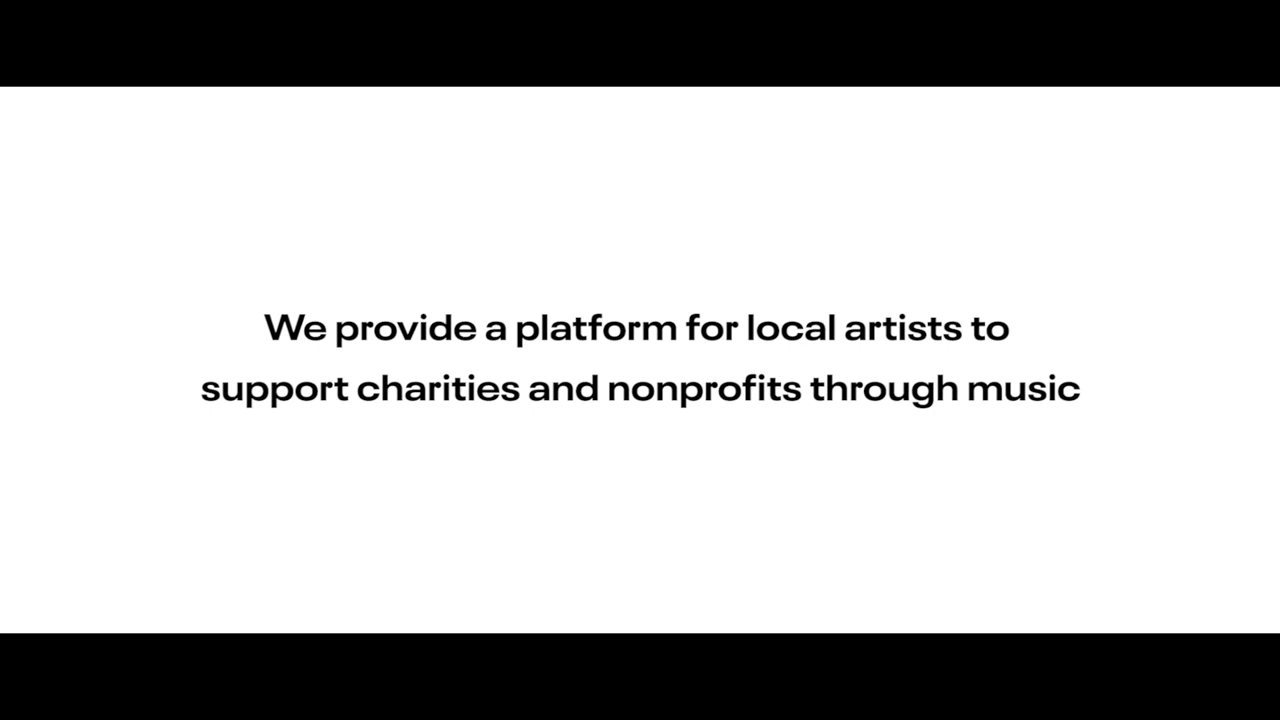 We provide a platform for local artists to
support charities and nonprofits through music